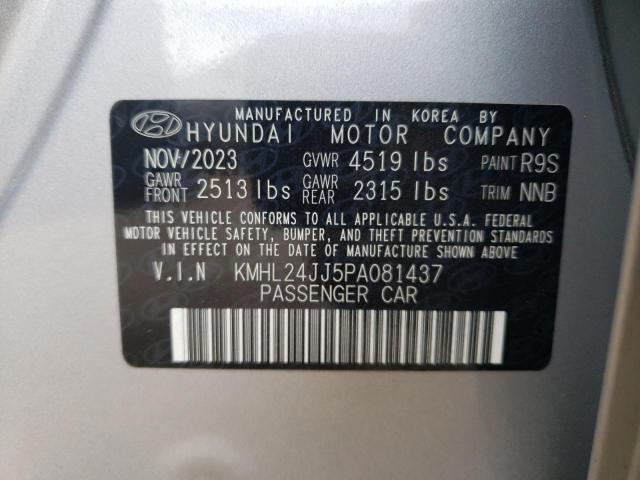 MANUFACTURED IN KOREA BY
HYUNDAI MOTOR COMPANY
NOV/2023 GVWR 4519 lbs PAINT R9S
GAWR FRONT 2513 lbs GAWR REAR 2315 lbs TRIM NNB
THIS VEHICLE CONFORMS TO ALL APPLICABLE U.S.A. FEDERAL
MOTOR VEHICLE SAFETY, BUMPER, AND THEFT PREVENTION STANDARDS
IN EFFECT ON THE DATE OF MANUFACTURE SHOWN ABOVE
V.I.N KMHL24JJ5PA081437
PASSENGER CAR